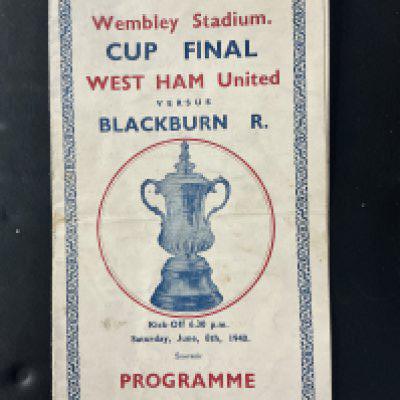 Wembley Stadium.
CUP FINAL
WEST HAM United
VERSUS
BLACKBURN R.
Kick-Off 6.30 p.m.
Saturday, June, 8th, 1940.
Souvenir
PROGRAMME